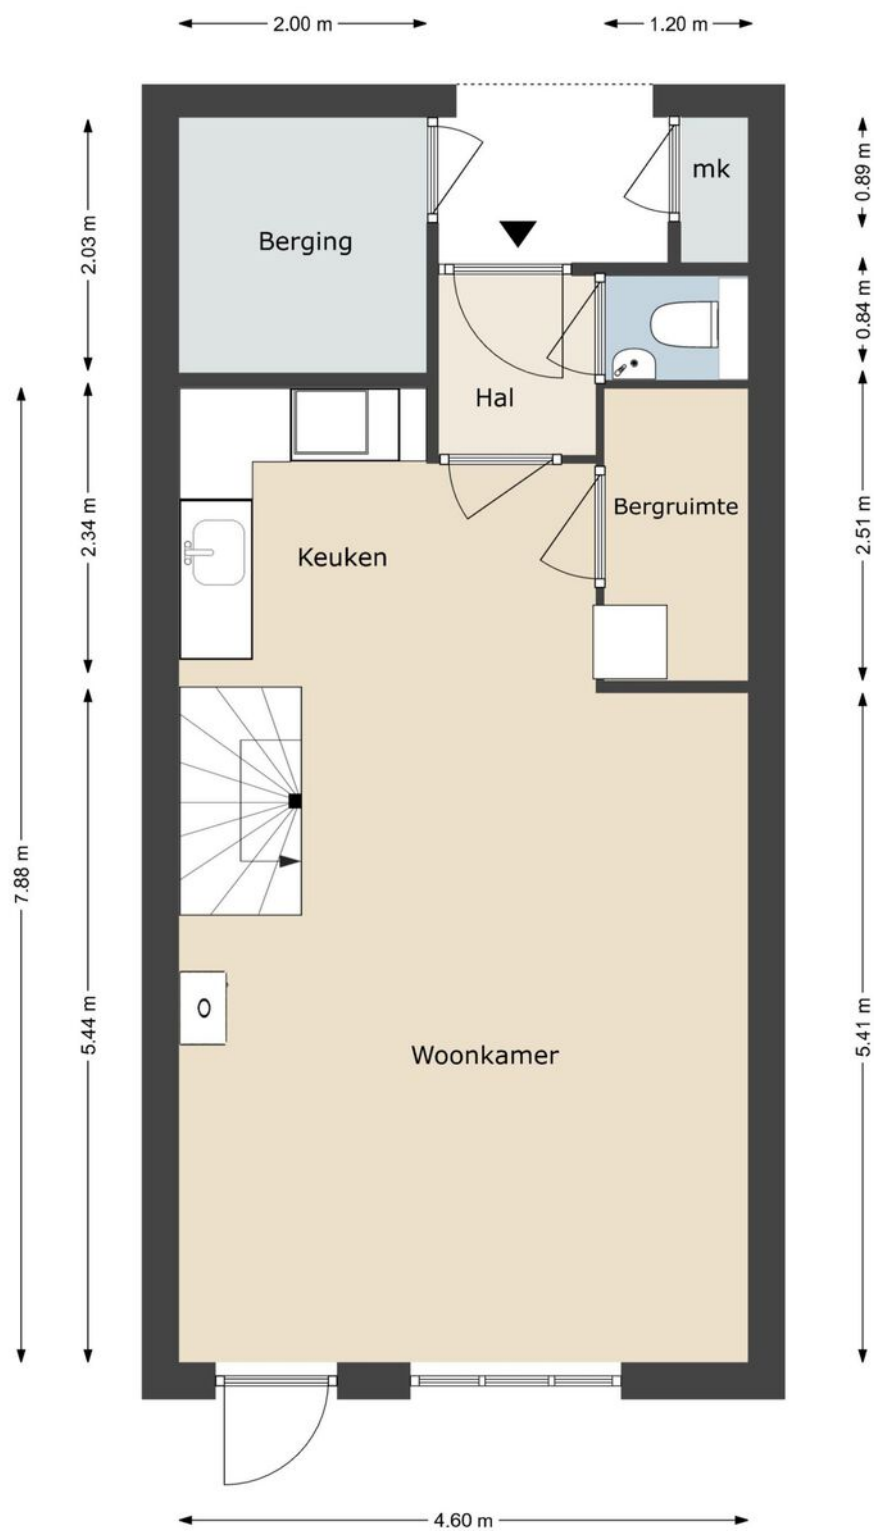 2.00 m
1.20 m
mk
0.89 m
Berging
2.03 m
0.84 m
Hal
Bergruimte
2.51 m
2.34 m
Keuken
7.88 m
5.44 m
Woonkamer
5.41 m
4.60 m